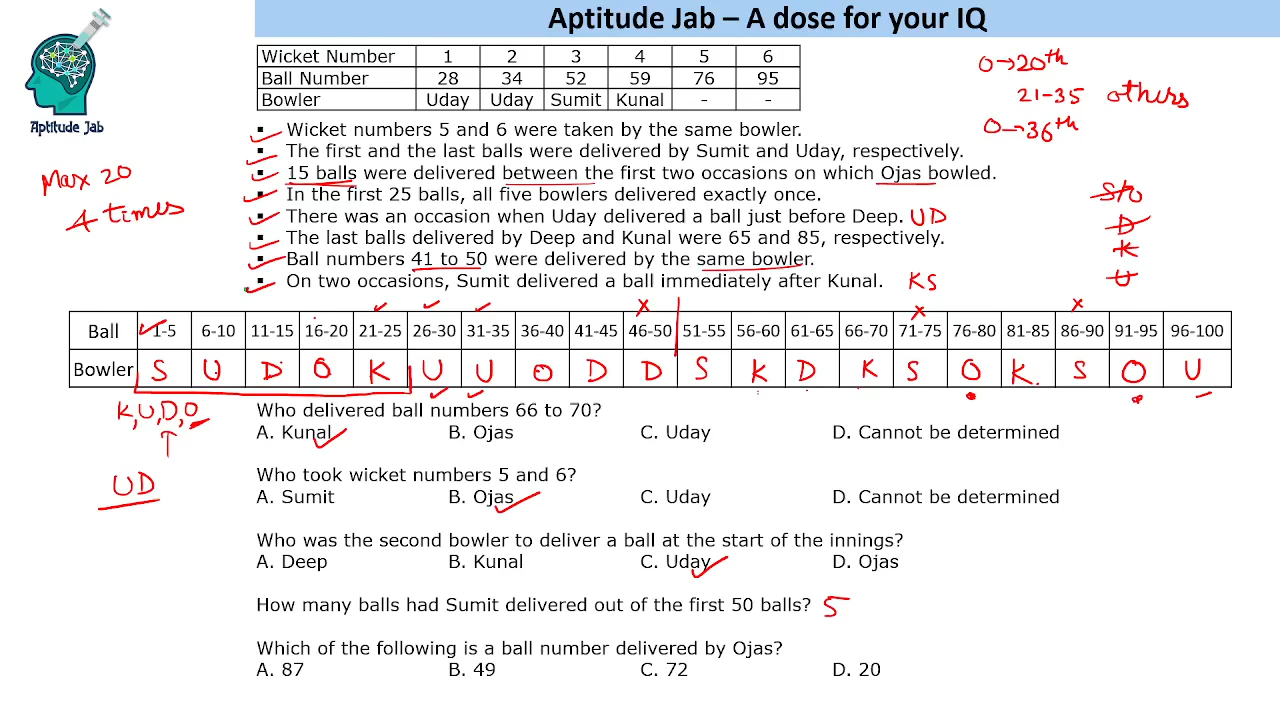 Aptitude Jab – A dose for your IQ
Aptitude Jab
Wicket Number 1 2 3 4 5 6
Ball Number 28 34 52 59 76 95
Bowler Uday Uday Sumit Kunal - -
O→20th
21-35 others
O→36th
Max 20
4 times
▪ Wicket numbers 5 and 6 were taken by the same bowler.
▪ The first and the last balls were delivered by Sumit and Uday, respectively.
▪ 15 balls were delivered between the first two occasions on which Ojas bowled.
▪ In the first 25 balls, all five bowlers delivered exactly once.
▪ There was an occasion when Uday delivered a ball just before Deep. UD
▪ The last balls delivered by Deep and Kunal were 65 and 85, respectively.
▪ Ball numbers 41 to 50 were delivered by the same bowler.
▪ On two occasions, Sumit delivered a ball immediately after Kunal. KS
S/O
D
K
U
Ball 1-5 6-10 11-15 16-20 21-25 26-30 31-35 36-40 41-45 46-50 51-55 56-60 61-65 66-70 71-75 76-80 81-85 86-90 91-95 96-100
Bowler S U D O K U U O D D S K D K S O K S O U
K,U,D,O
UD
Who delivered ball numbers 66 to 70?
A. Kunal B. Ojas C. Uday D. Cannot be determined
Who took wicket numbers 5 and 6?
A. Sumit B. Ojas C. Uday D. Cannot be determined
Who was the second bowler to deliver a ball at the start of the innings?
A. Deep B. Kunal C. Uday D. Ojas
How many balls had Sumit delivered out of the first 50 balls? 5
Which of the following is a ball number delivered by Ojas?
A. 87 B. 49 C. 72 D. 20